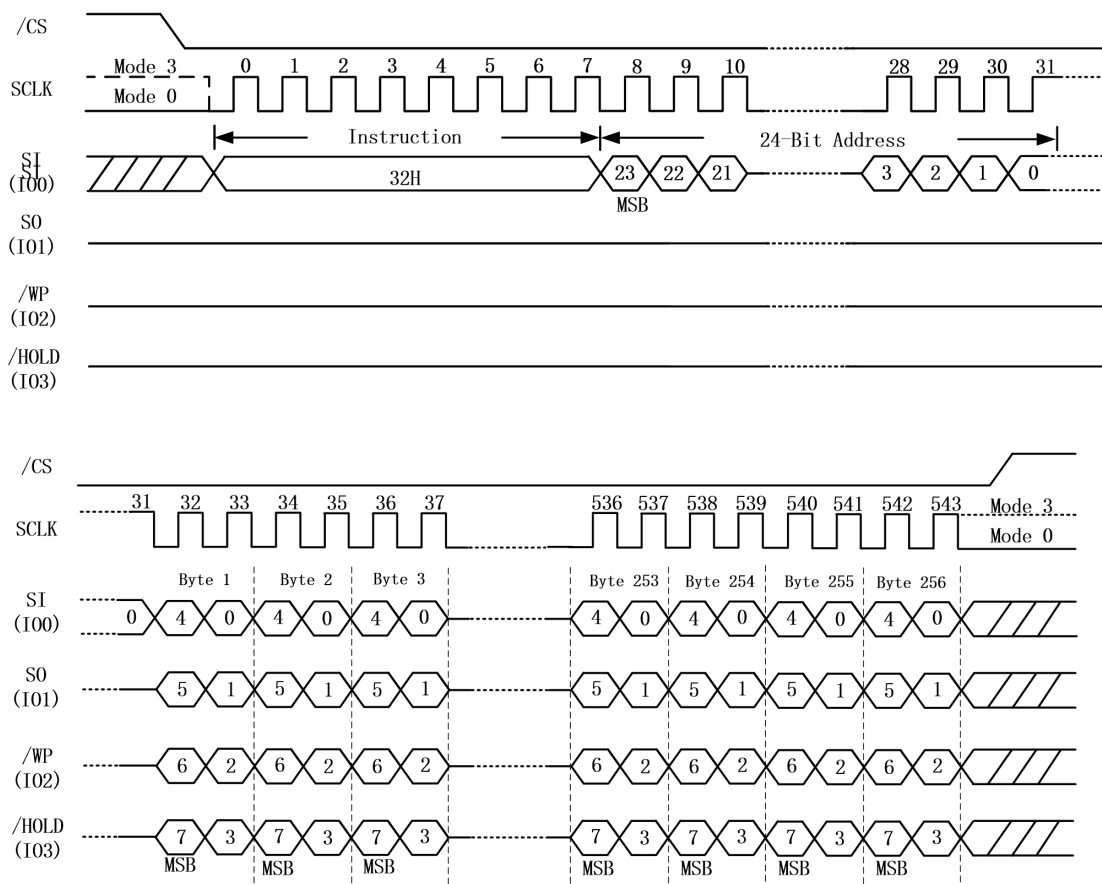 /CS
Mode 3 0 1 2 3 4 5 6 7 8 9 10 28 29 30 31
SCLK
Mode 0
Instruction 24-Bit Address
SI
SI
(IO0)
32H 23 22 21 3 2 1 0
MSB
SO
(IO1)
/WP
(IO2)
/HOLD
(IO3)
/CS
31 32 33 34 35 36 37 536 537 538 539 540 541 542 543 Mode 3
SCLK
Mode 0
Byte 1 Byte 2 Byte 3 Byte 253 Byte 254 Byte 255 Byte 256
SI
(IO0)
0 4 0 4 0 4 0 4 0 4 0 4 0 4 0
SO
(IO1)
5 1 5 1 5 1 5 1 5 1 5 1 5 1
/WP
(IO2)
6 2 6 2 6 2 6 2 6 2 6 2 6 2
/HOLD
(IO3)
7 3 7 3 7 3 7 3 7 3 7 3 7 3
MSB MSB MSB MSB MSB MSB MSB